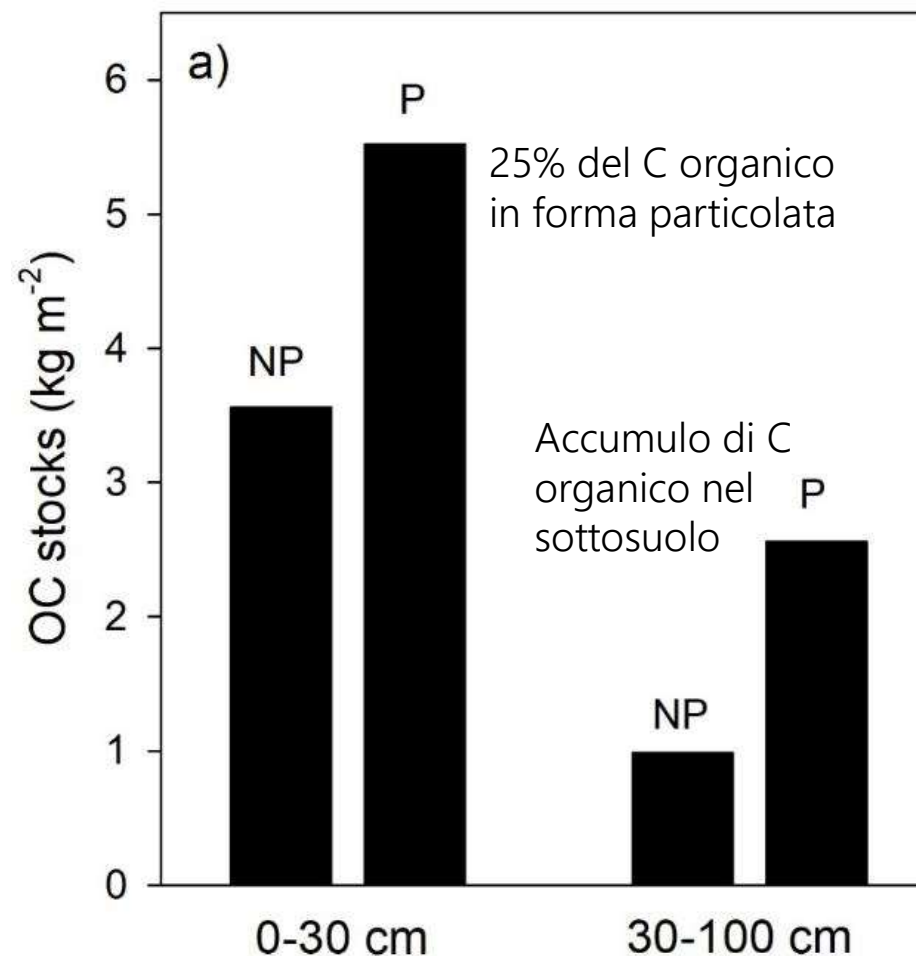 a)
6
5
4
3
2
1
0
OC stocks (kg m-2)
NP
P
25% del C organico
in forma particolata
Accumulo di C
organico nel
sottosuolo
NP
P
0-30 cm
30-100 cm